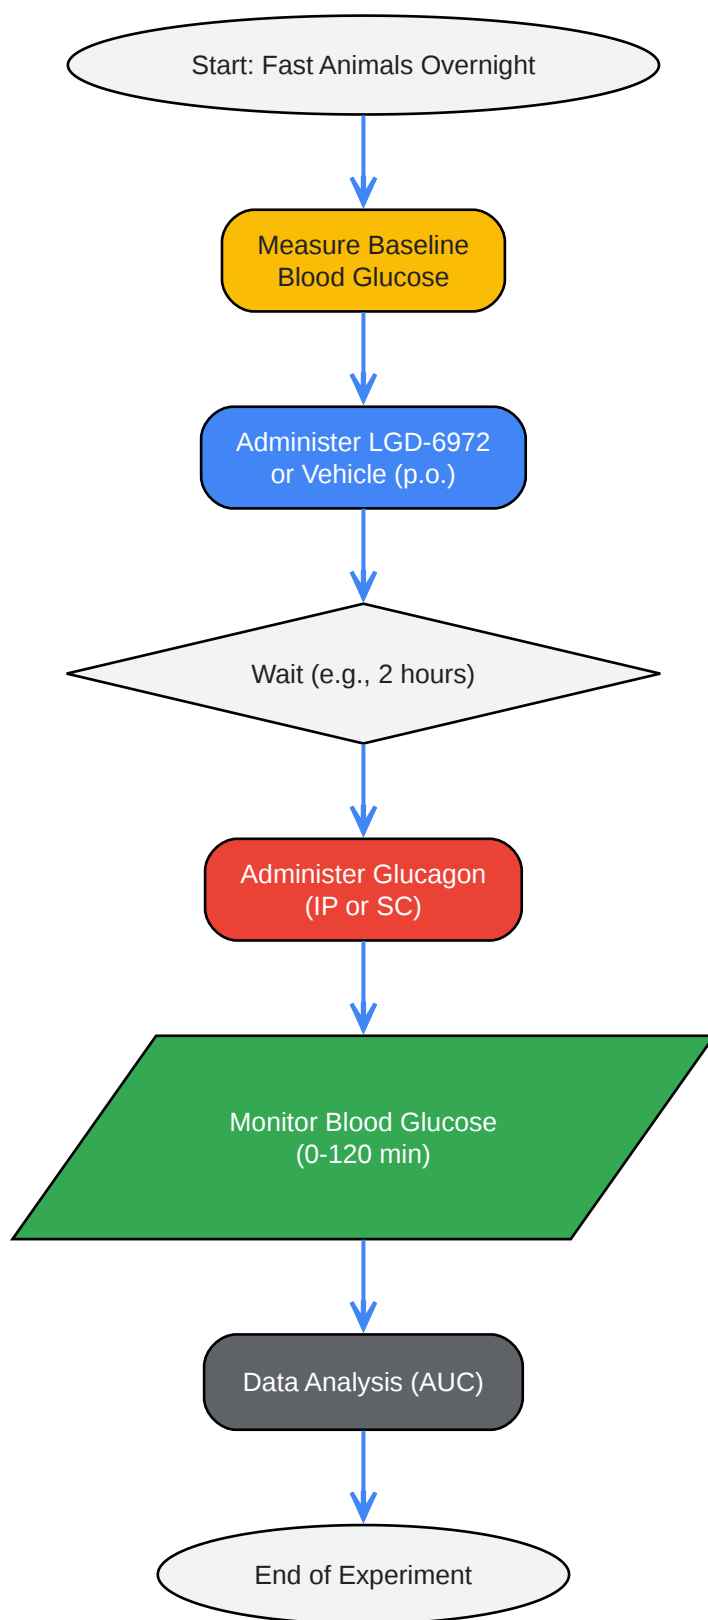 Start: Fast Animals Overnight
Measure Baseline
Blood Glucose
Administer LGD-6972
or Vehicle (p.o.)
Wait (e.g., 2 hours)
Administer Glucagon
(IP or SC)
Monitor Blood Glucose
(0-120 min)
Data Analysis (AUC)
End of Experiment